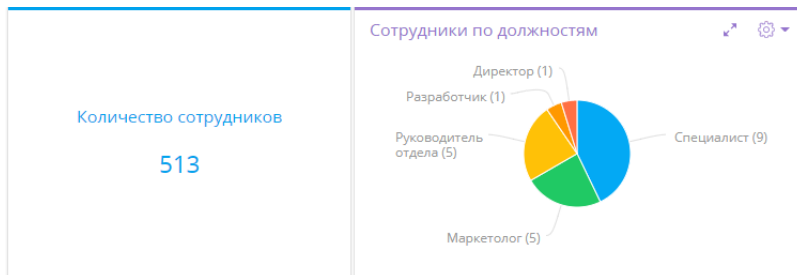 Количество сотрудников
513
Сотрудники по должностям
Директор (1)
Разработчик (1)
Руководитель
отдела (5)
Специалист (9)
Маркетолог (5)